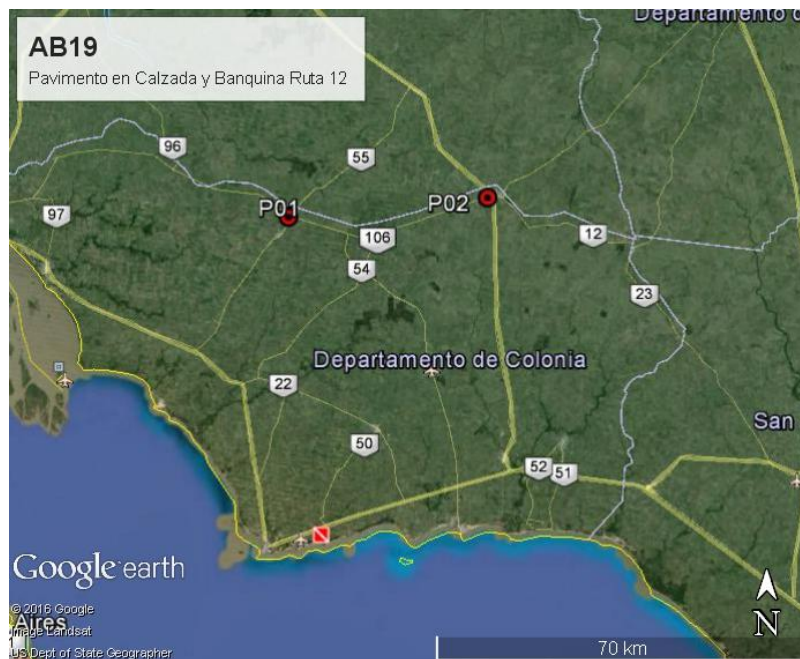 AB19
Pavimento en Calzada y Banquina Ruta 12
Departamento d
96
55
97
P01
P02
106
12
54
23
Departamento de Colonia
22
50
San
52
51
Google earth
© 2016 Google
Image Landsat
Aires
US Dept of State Geographer
70 km
N